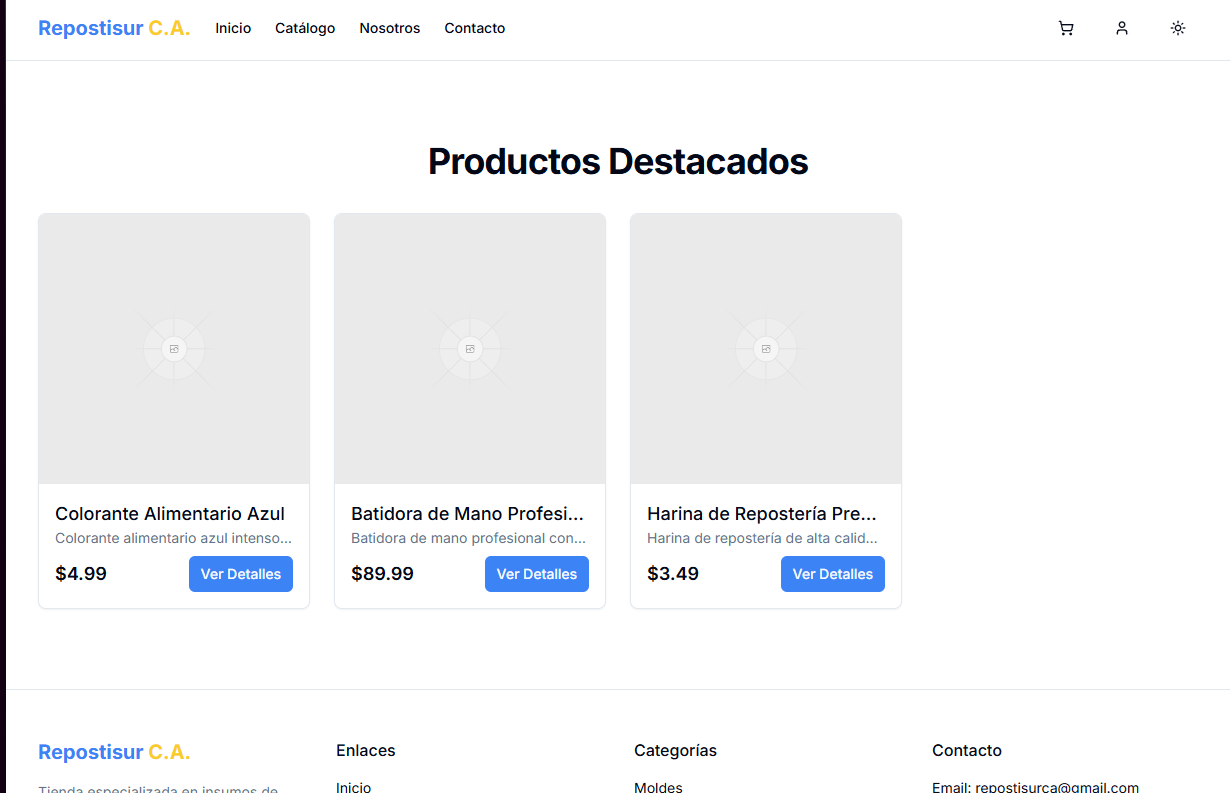 Repostisur C.A. Inicio Catálogo Nosotros Contacto
Productos Destacados
Colorante Alimentario Azul
Colorante alimentario azul intenso...
$4.99 Ver Detalles
Batidora de Mano Profesi...
Batidora de mano profesional con...
$89.99 Ver Detalles
Harina de Repostería Pre...
Harina de repostería de alta calid...
$3.49 Ver Detalles
Repostisur C.A.
Tienda especializada en insumos de
Enlaces
Inicio
Categorías
Moldes
Contacto
Email: repostisurca@gmail.com